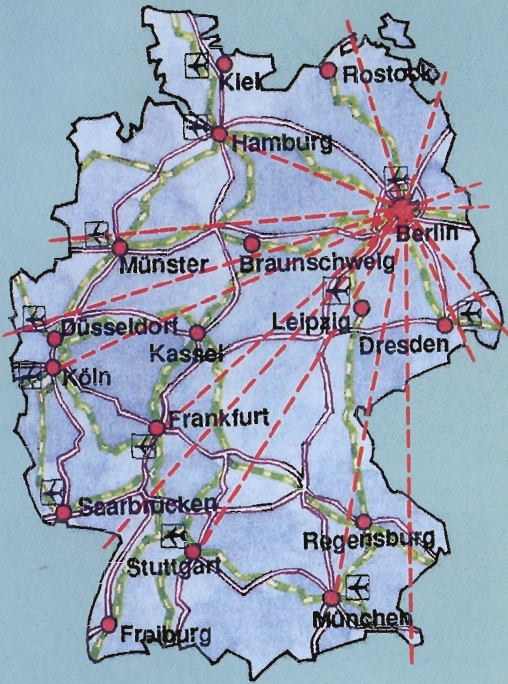 Kiel
Rostock
Hamburg
Berlin
Münster
Braunschweig
Düsseldorf
Kassel
Leipzig
Dresden
Köln
Frankfurt
Saarbrücken
Regensburg
Stuttgart
München
Freiburg